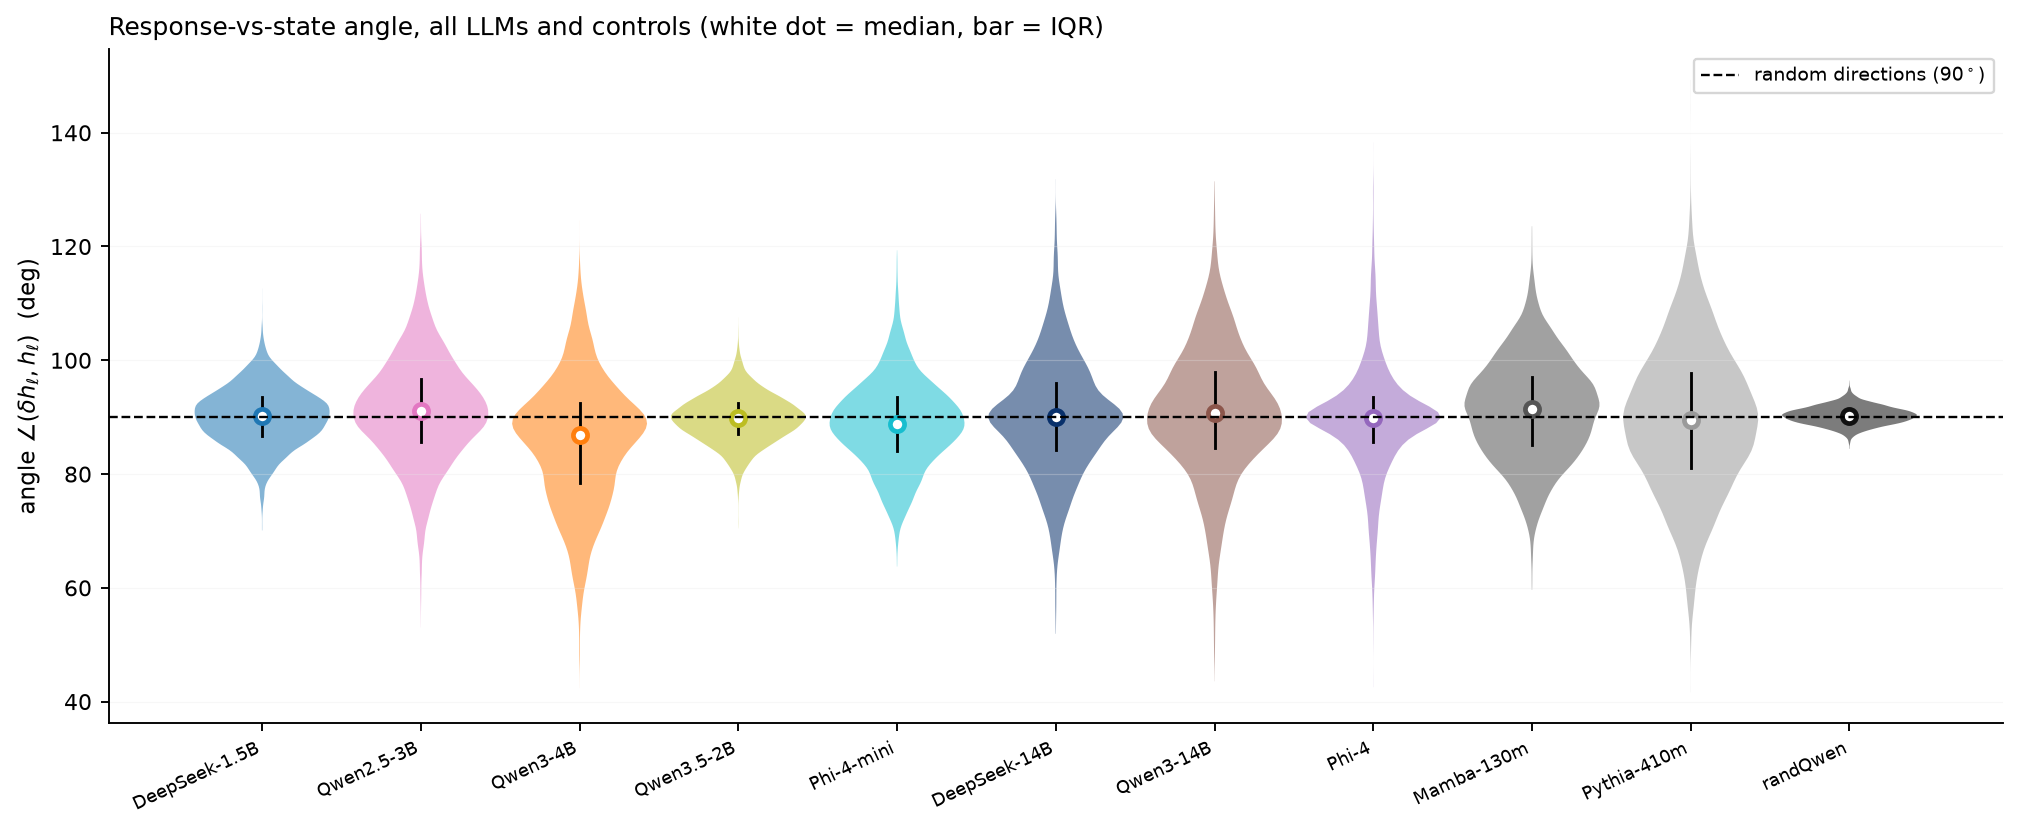 Response-vs-state angle, all LLMs and controls (white dot = median, bar = IQR)
random directions (90°)
angle ∠(δhℓ, hℓ) (deg)
140
120
100
80
60
40
DeepSeek-1.5B
Qwen2.5-3B
Qwen3-4B
Qwen3.5-2B
Phi-4-mini
DeepSeek-14B
Qwen3-14B
Phi-4
Mamba-130m
Pythia-410m
randQwen